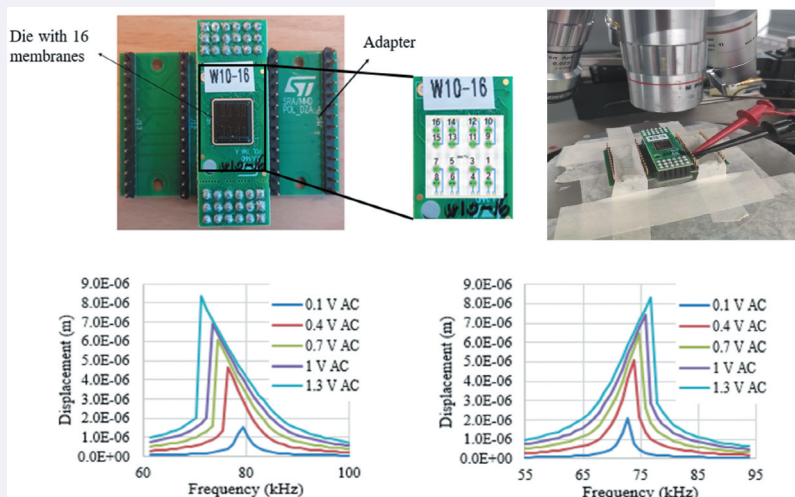 Die with 16
membranes
Adapter
W10-16
SRA/MMD
POL_DZA_A
W10-16
16 14 12 10
15 13 11 9
7 5 3 1
8 6 4 2
9.0E-06
8.0E-06
7.0E-06
6.0E-06
5.0E-06
4.0E-06
3.0E-06
2.0E-06
1.0E-06
0.0E+00
Displacement (m)
60 80 100
Frequency (kHz)
0.1 V AC
0.4 V AC
0.7 V AC
1 V AC
1.3 V AC
9.0E-06
8.0E-06
7.0E-06
6.0E-06
5.0E-06
4.0E-06
3.0E-06
2.0E-06
1.0E-06
0.0E+00
Displacement (m)
55 65 75 85 95
Frequency (kHz)
0.1 V AC
0.4 V AC
0.7 V AC
1 V AC
1.3 V AC